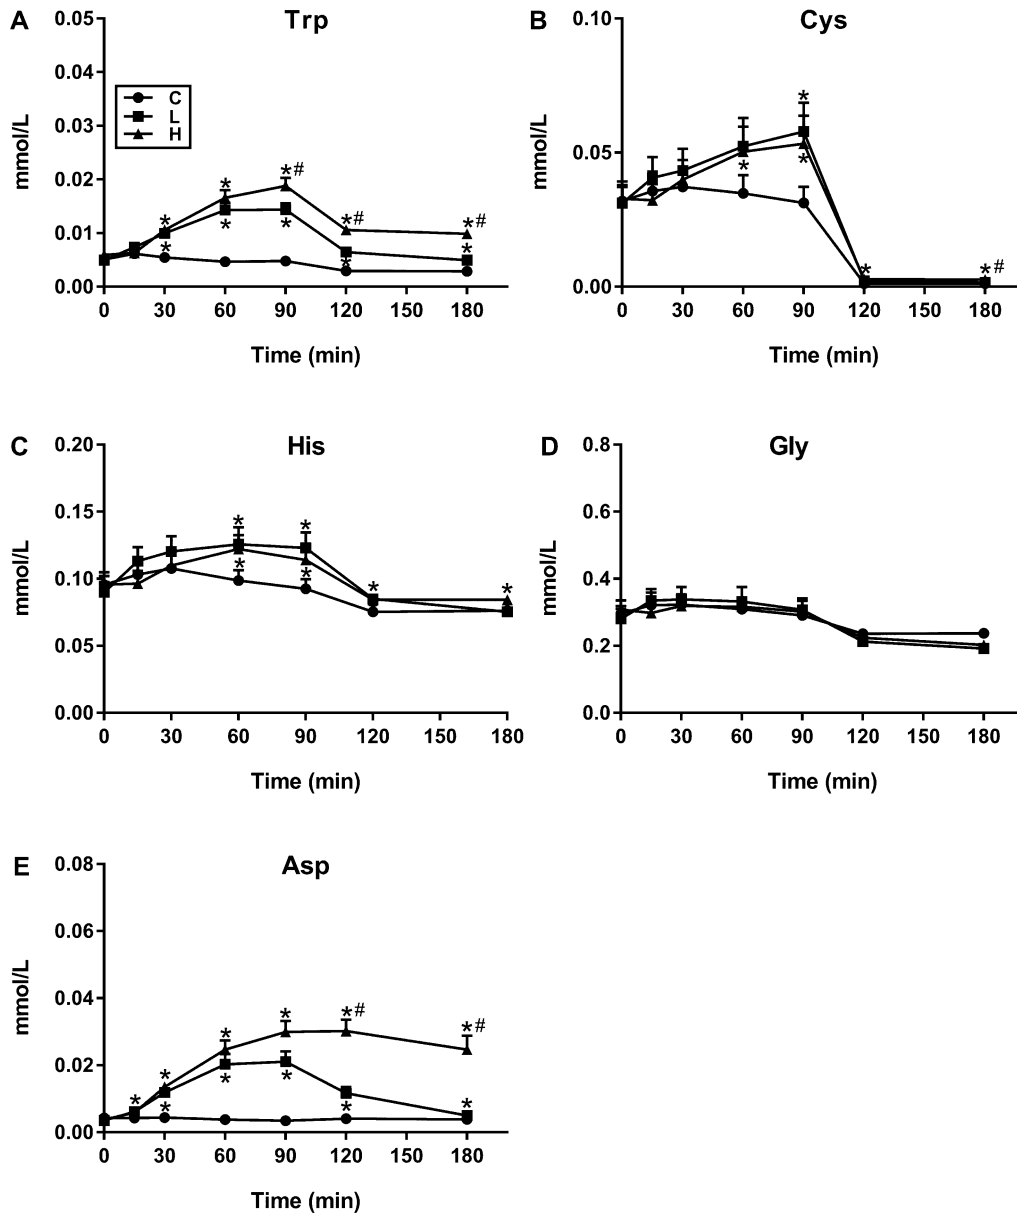 A Trp
0.05
0.04
0.03
0.02
0.01
0.00
mmol/L
C
L
H
* * * * * *# * *# * *# *
0 30 60 90 120 150 180
Time (min)
B Cys
0.10
0.05
0.00
mmol/L
* * * * *#
0 30 60 90 120 150 180
Time (min)
C His
0.20
0.15
0.10
0.05
0.00
mmol/L
* * * * * *
0 30 60 90 120 150 180
Time (min)
D Gly
0.8
0.6
0.4
0.2
0.0
mmol/L
0 30 60 90 120 150 180
Time (min)
E Asp
0.08
0.06
0.04
0.02
0.00
mmol/L
* * * * * * * *# * *# *
0 30 60 90 120 150 180
Time (min)